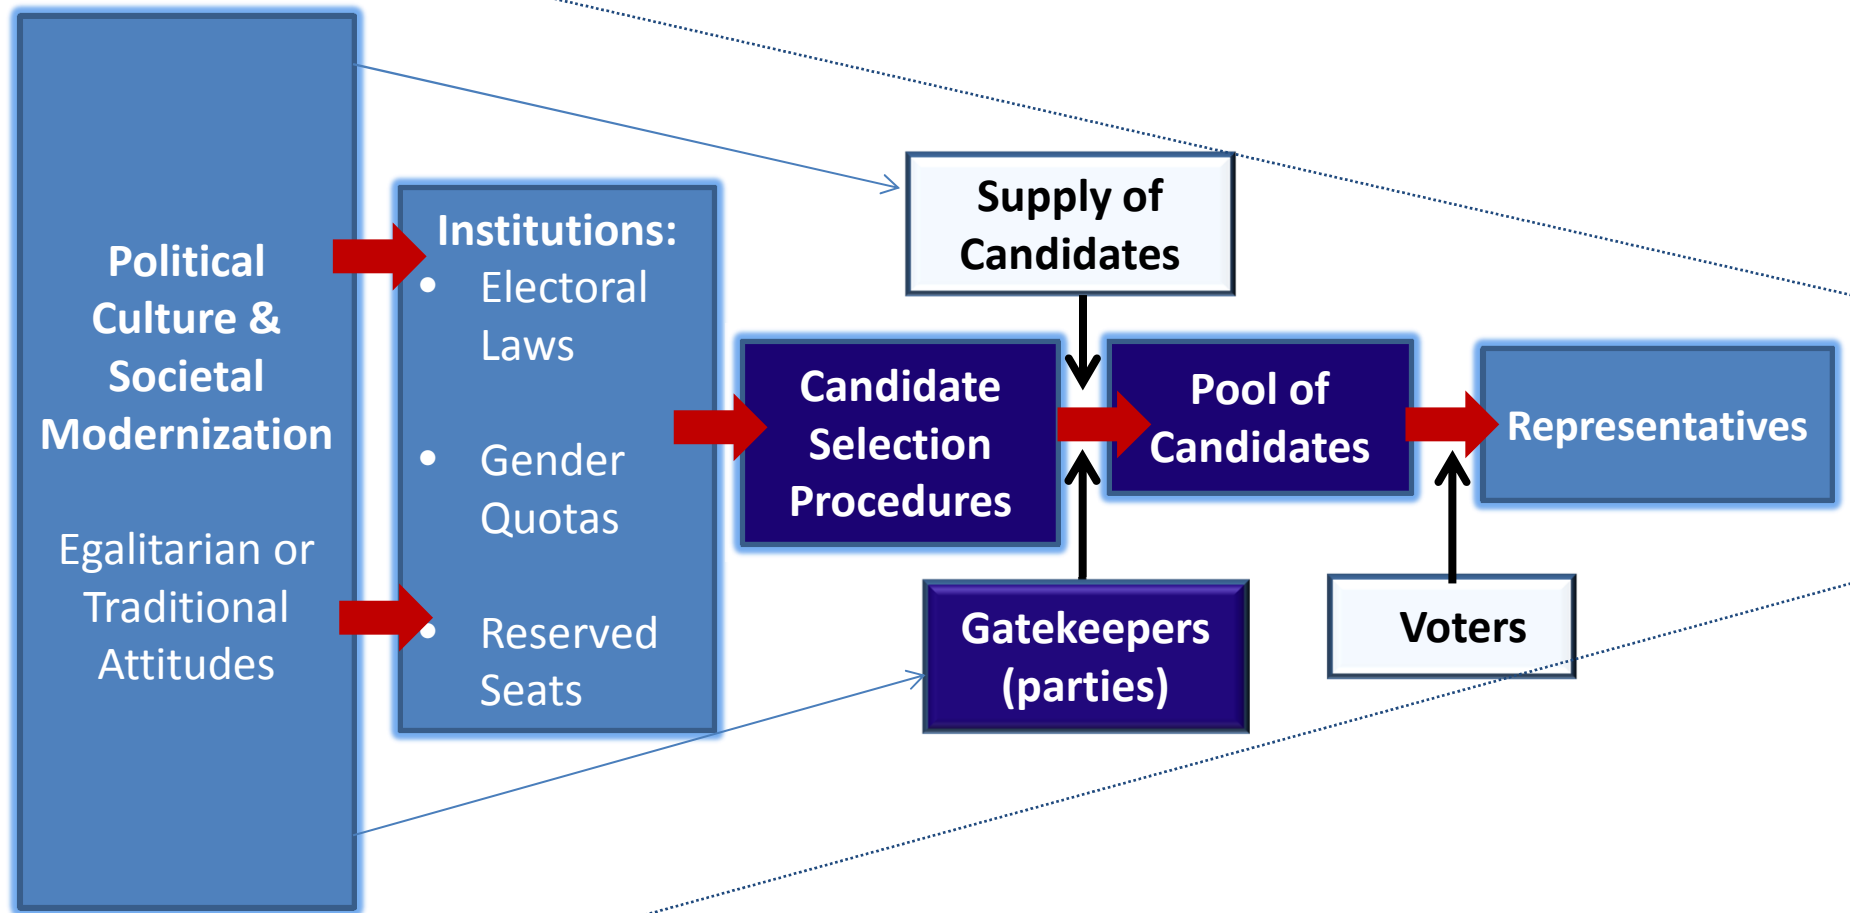 Political
Culture &
Societal
Modernization
Egalitarian or
Traditional
Attitudes
Institutions:
• Electoral
Laws
• Gender
Quotas
• Reserved
Seats
Supply of
Candidates
Candidate
Selection
Procedures
Pool of
Candidates
Representatives
Gatekeepers
(parties)
Voters